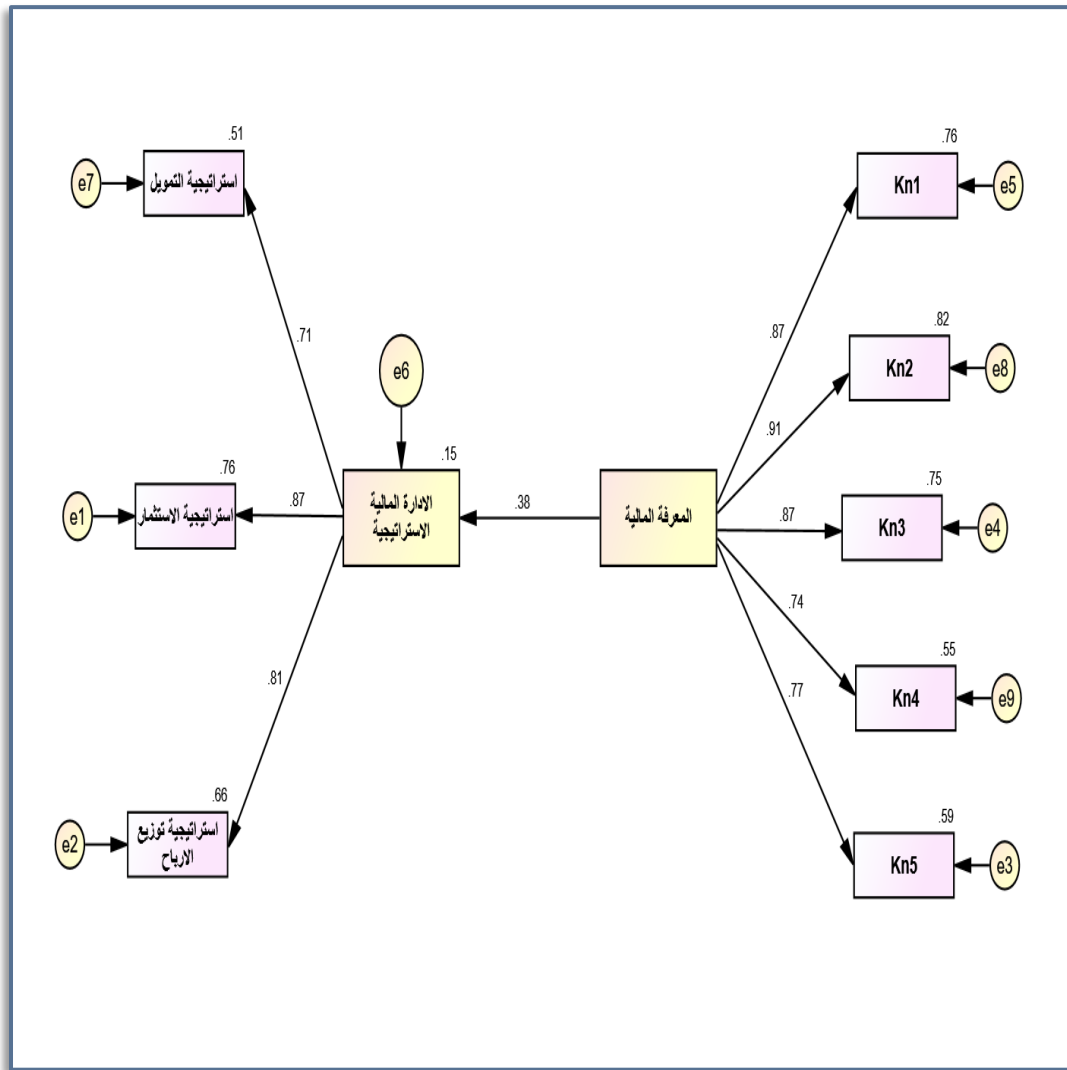 .51
.76
e7
استراتيجية التمويل
Kn1
e5
.71
.87
.82
e6
Kn2
e8
.91
.76
.15
.75
e1
استراتيجية الاستثمار
.87
الادارة المالية
الاستراتيجية
.38
المعرفة المالية
.87
Kn3
e4
.74
.81
.55
.77
Kn4
e9
.66
.59
e2
استراتيجية توزيع
الارباح
Kn5
e3